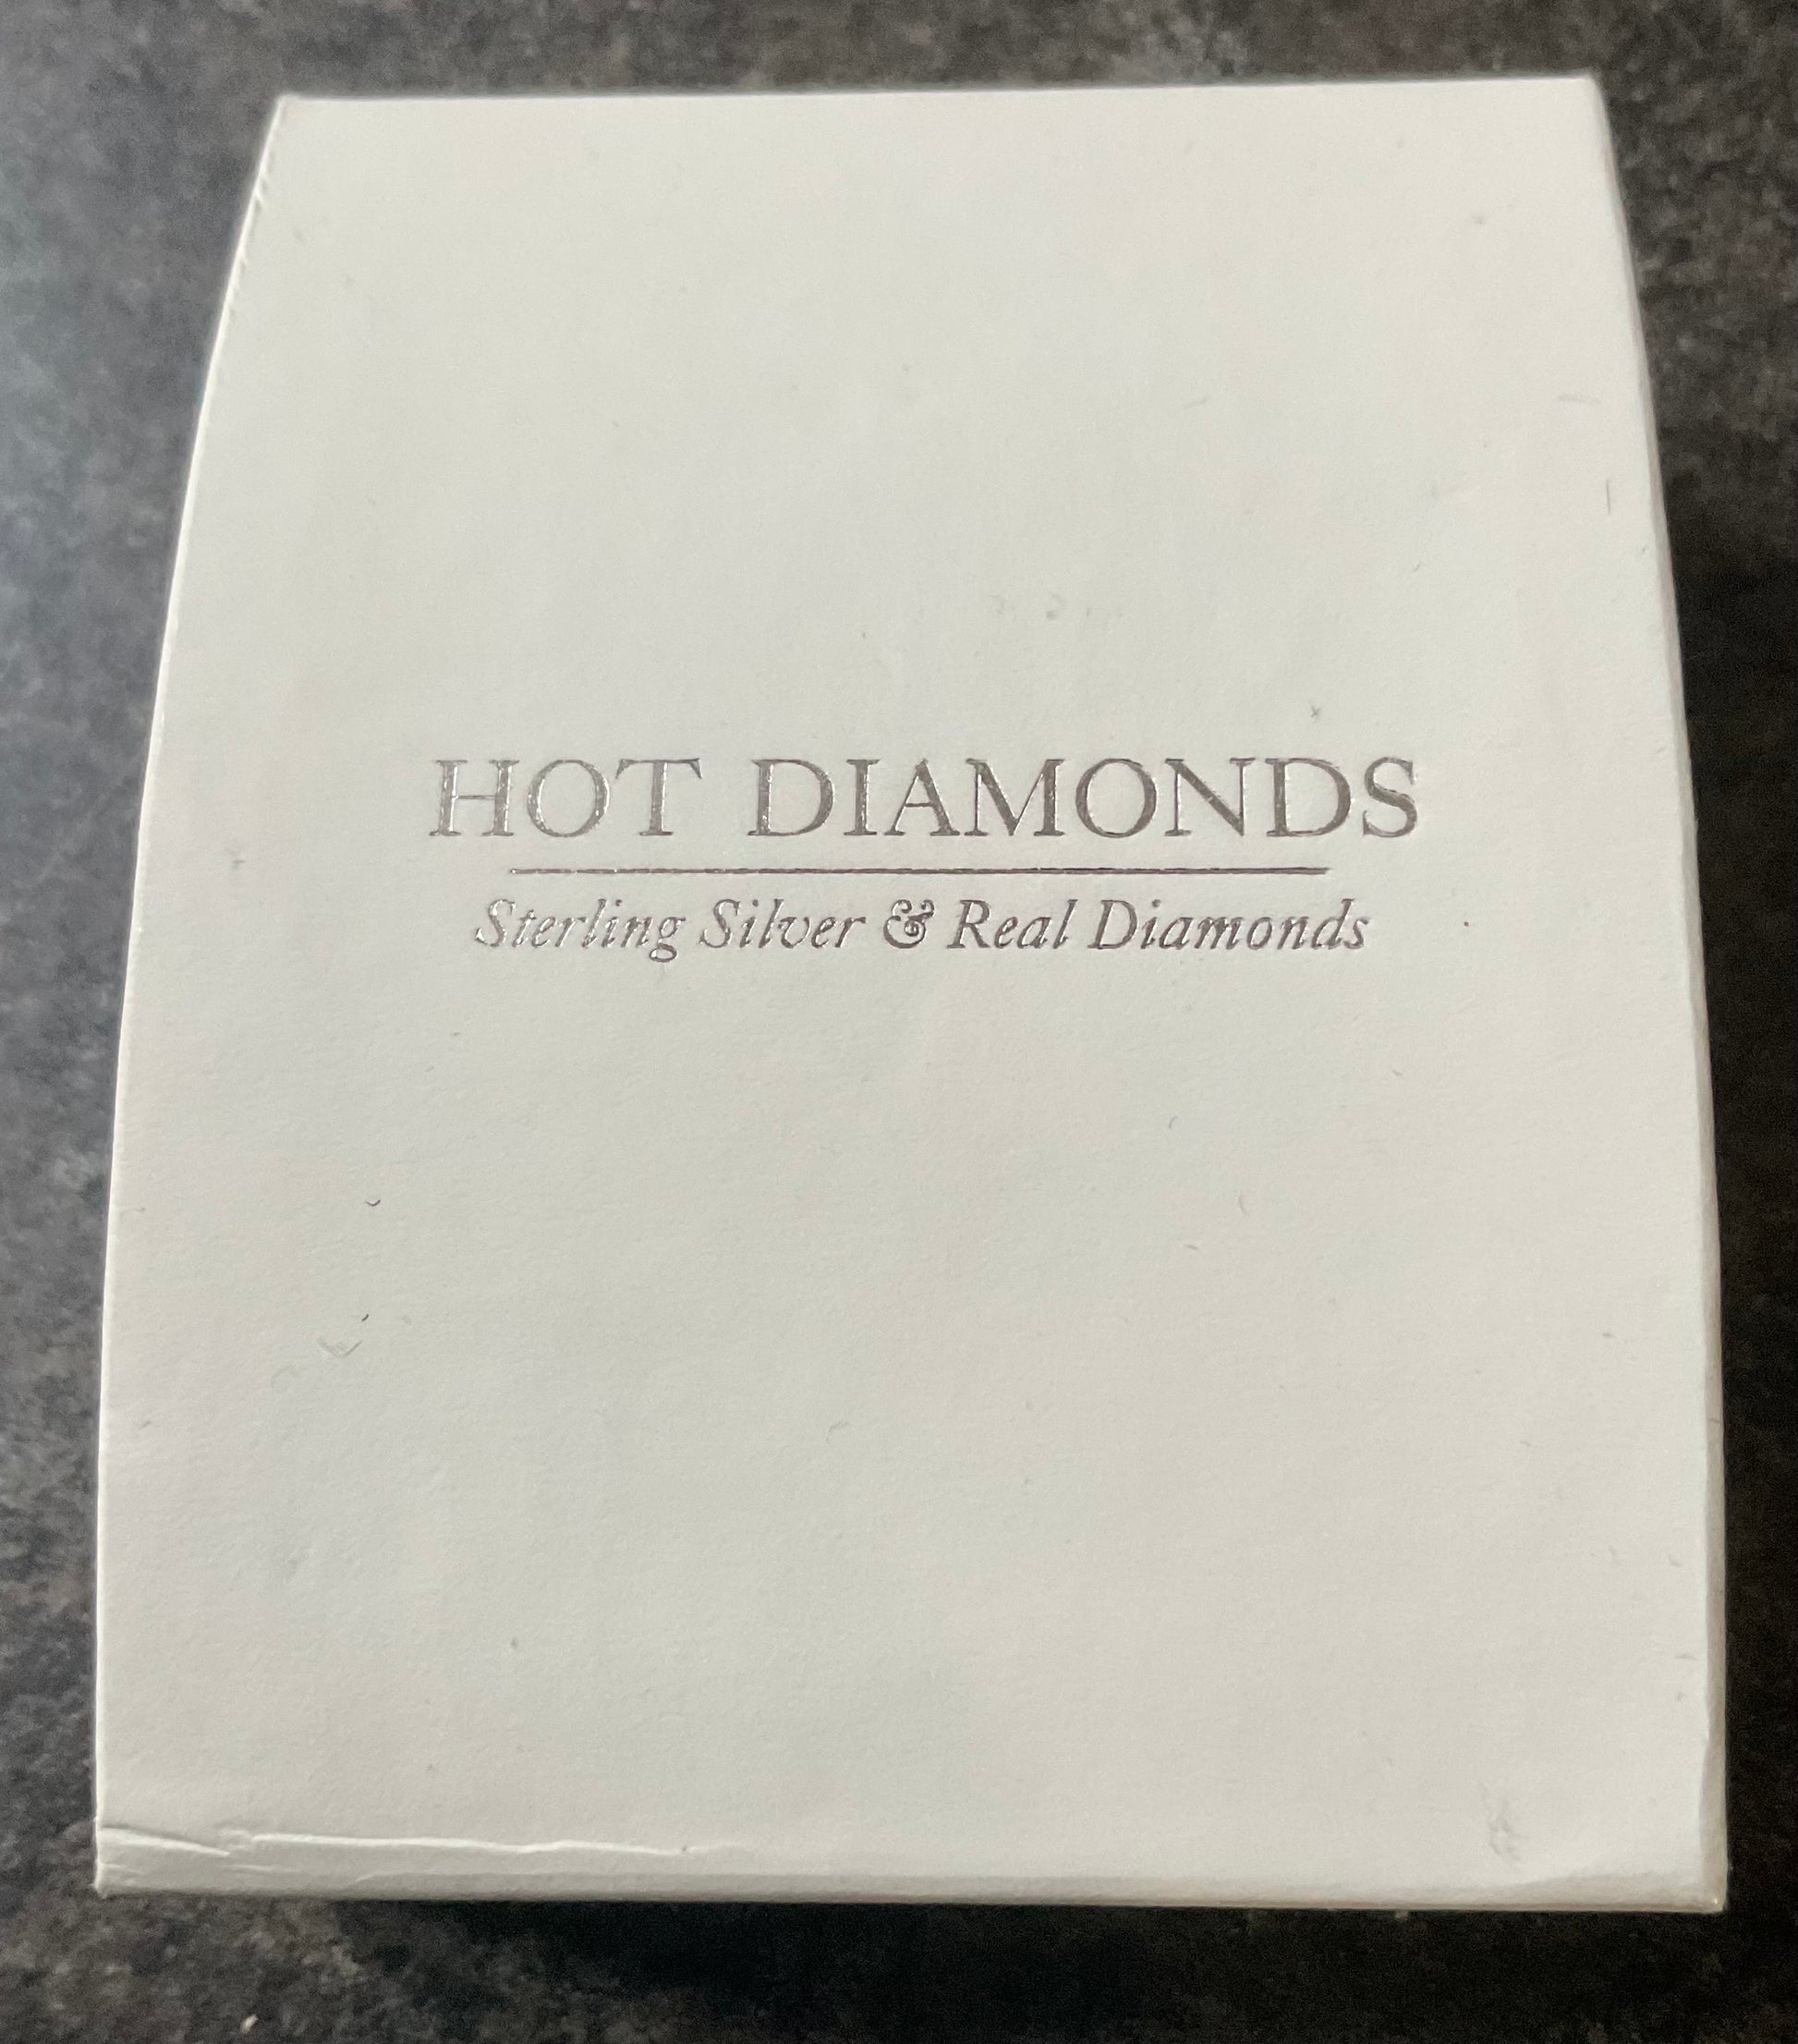 HOT DIAMONDS
Sterling Silver & Real Diamonds